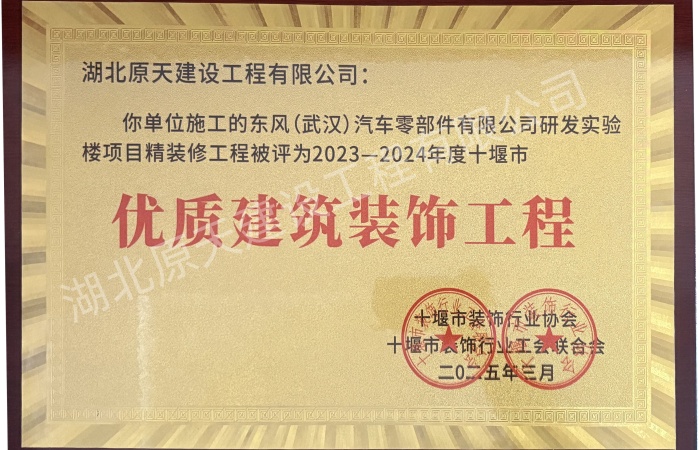 湖北原天建设工程有限公司：
你单位施工的东风(武汉)汽车零部件有限公司研发实验
楼项目精装修工程被评为2023—2024年度十堰市
优质建筑装饰工程
湖北原天建设工程有限公司
十堰市装饰行业协会
十堰市装饰行业工会联合会
二0二五年三月